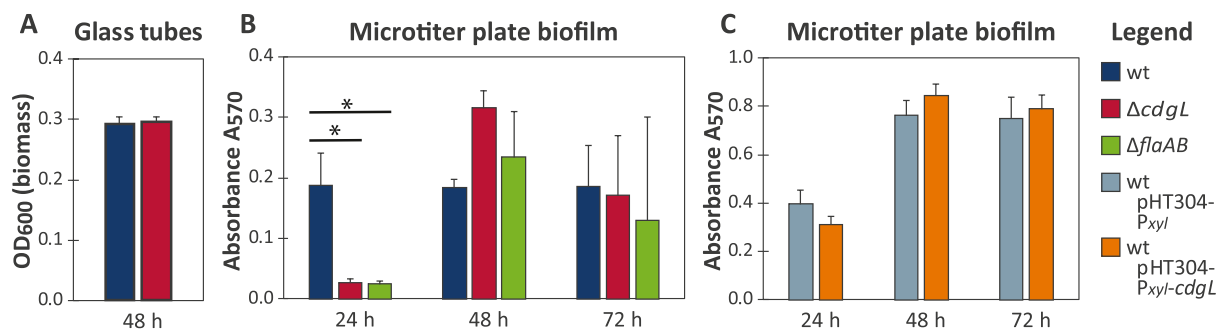 A Glass tubes
OD600 (biomass)
0.4
0.3
0.2
0.1
0.0
48 h
B Microtiter plate biofilm
Absorbance A570
0.4
0.3
0.2
0.1
0.0
*
*
24 h 48 h 72 h
C Microtiter plate biofilm
Absorbance A570
1.0
0.8
0.6
0.4
0.2
0.0
24 h 48 h 72 h
Legend
wt
ΔcdgL
ΔflaAB
wt
pHT304-
Pxyl
wt
pHT304-
Pxyl-cdgL